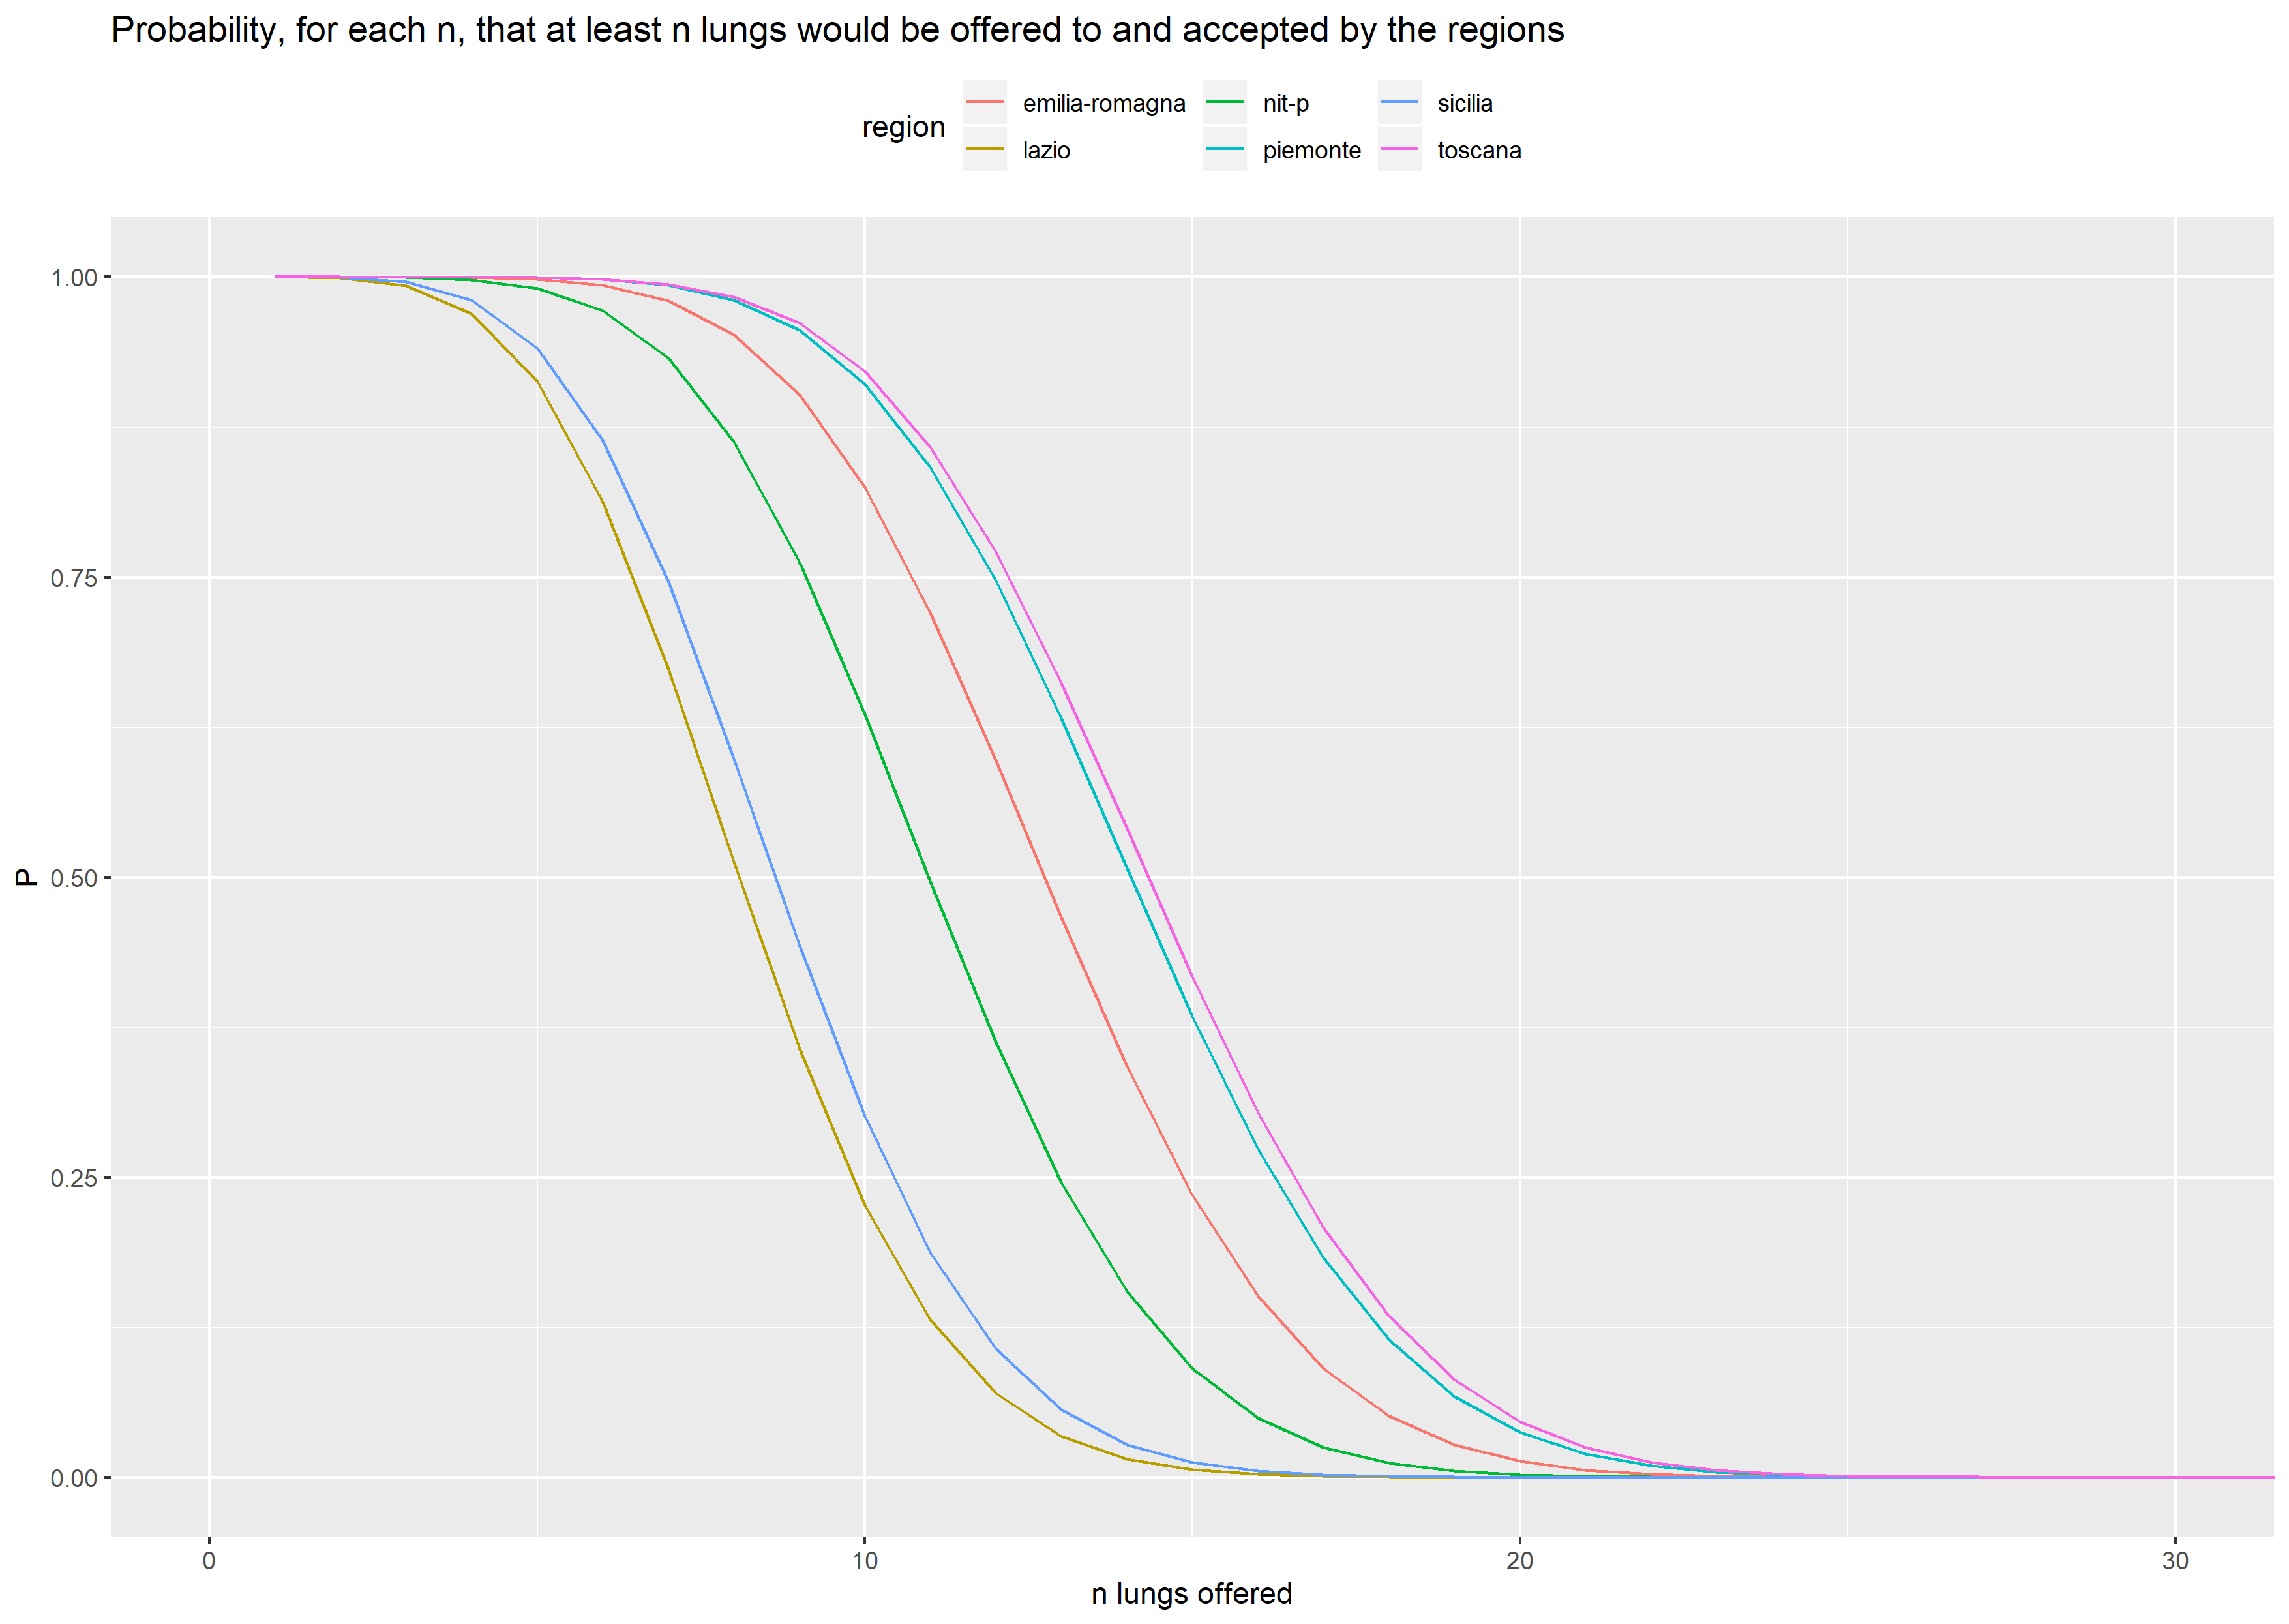 Probability, for each n, that at least n lungs would be offered to and accepted by the regions
region
emilia-romagna
nit-p
sicilia
lazio
piemonte
toscana
1.00
0.75
0.50
0.25
0.00
P
0
10
20
30
n lungs offered